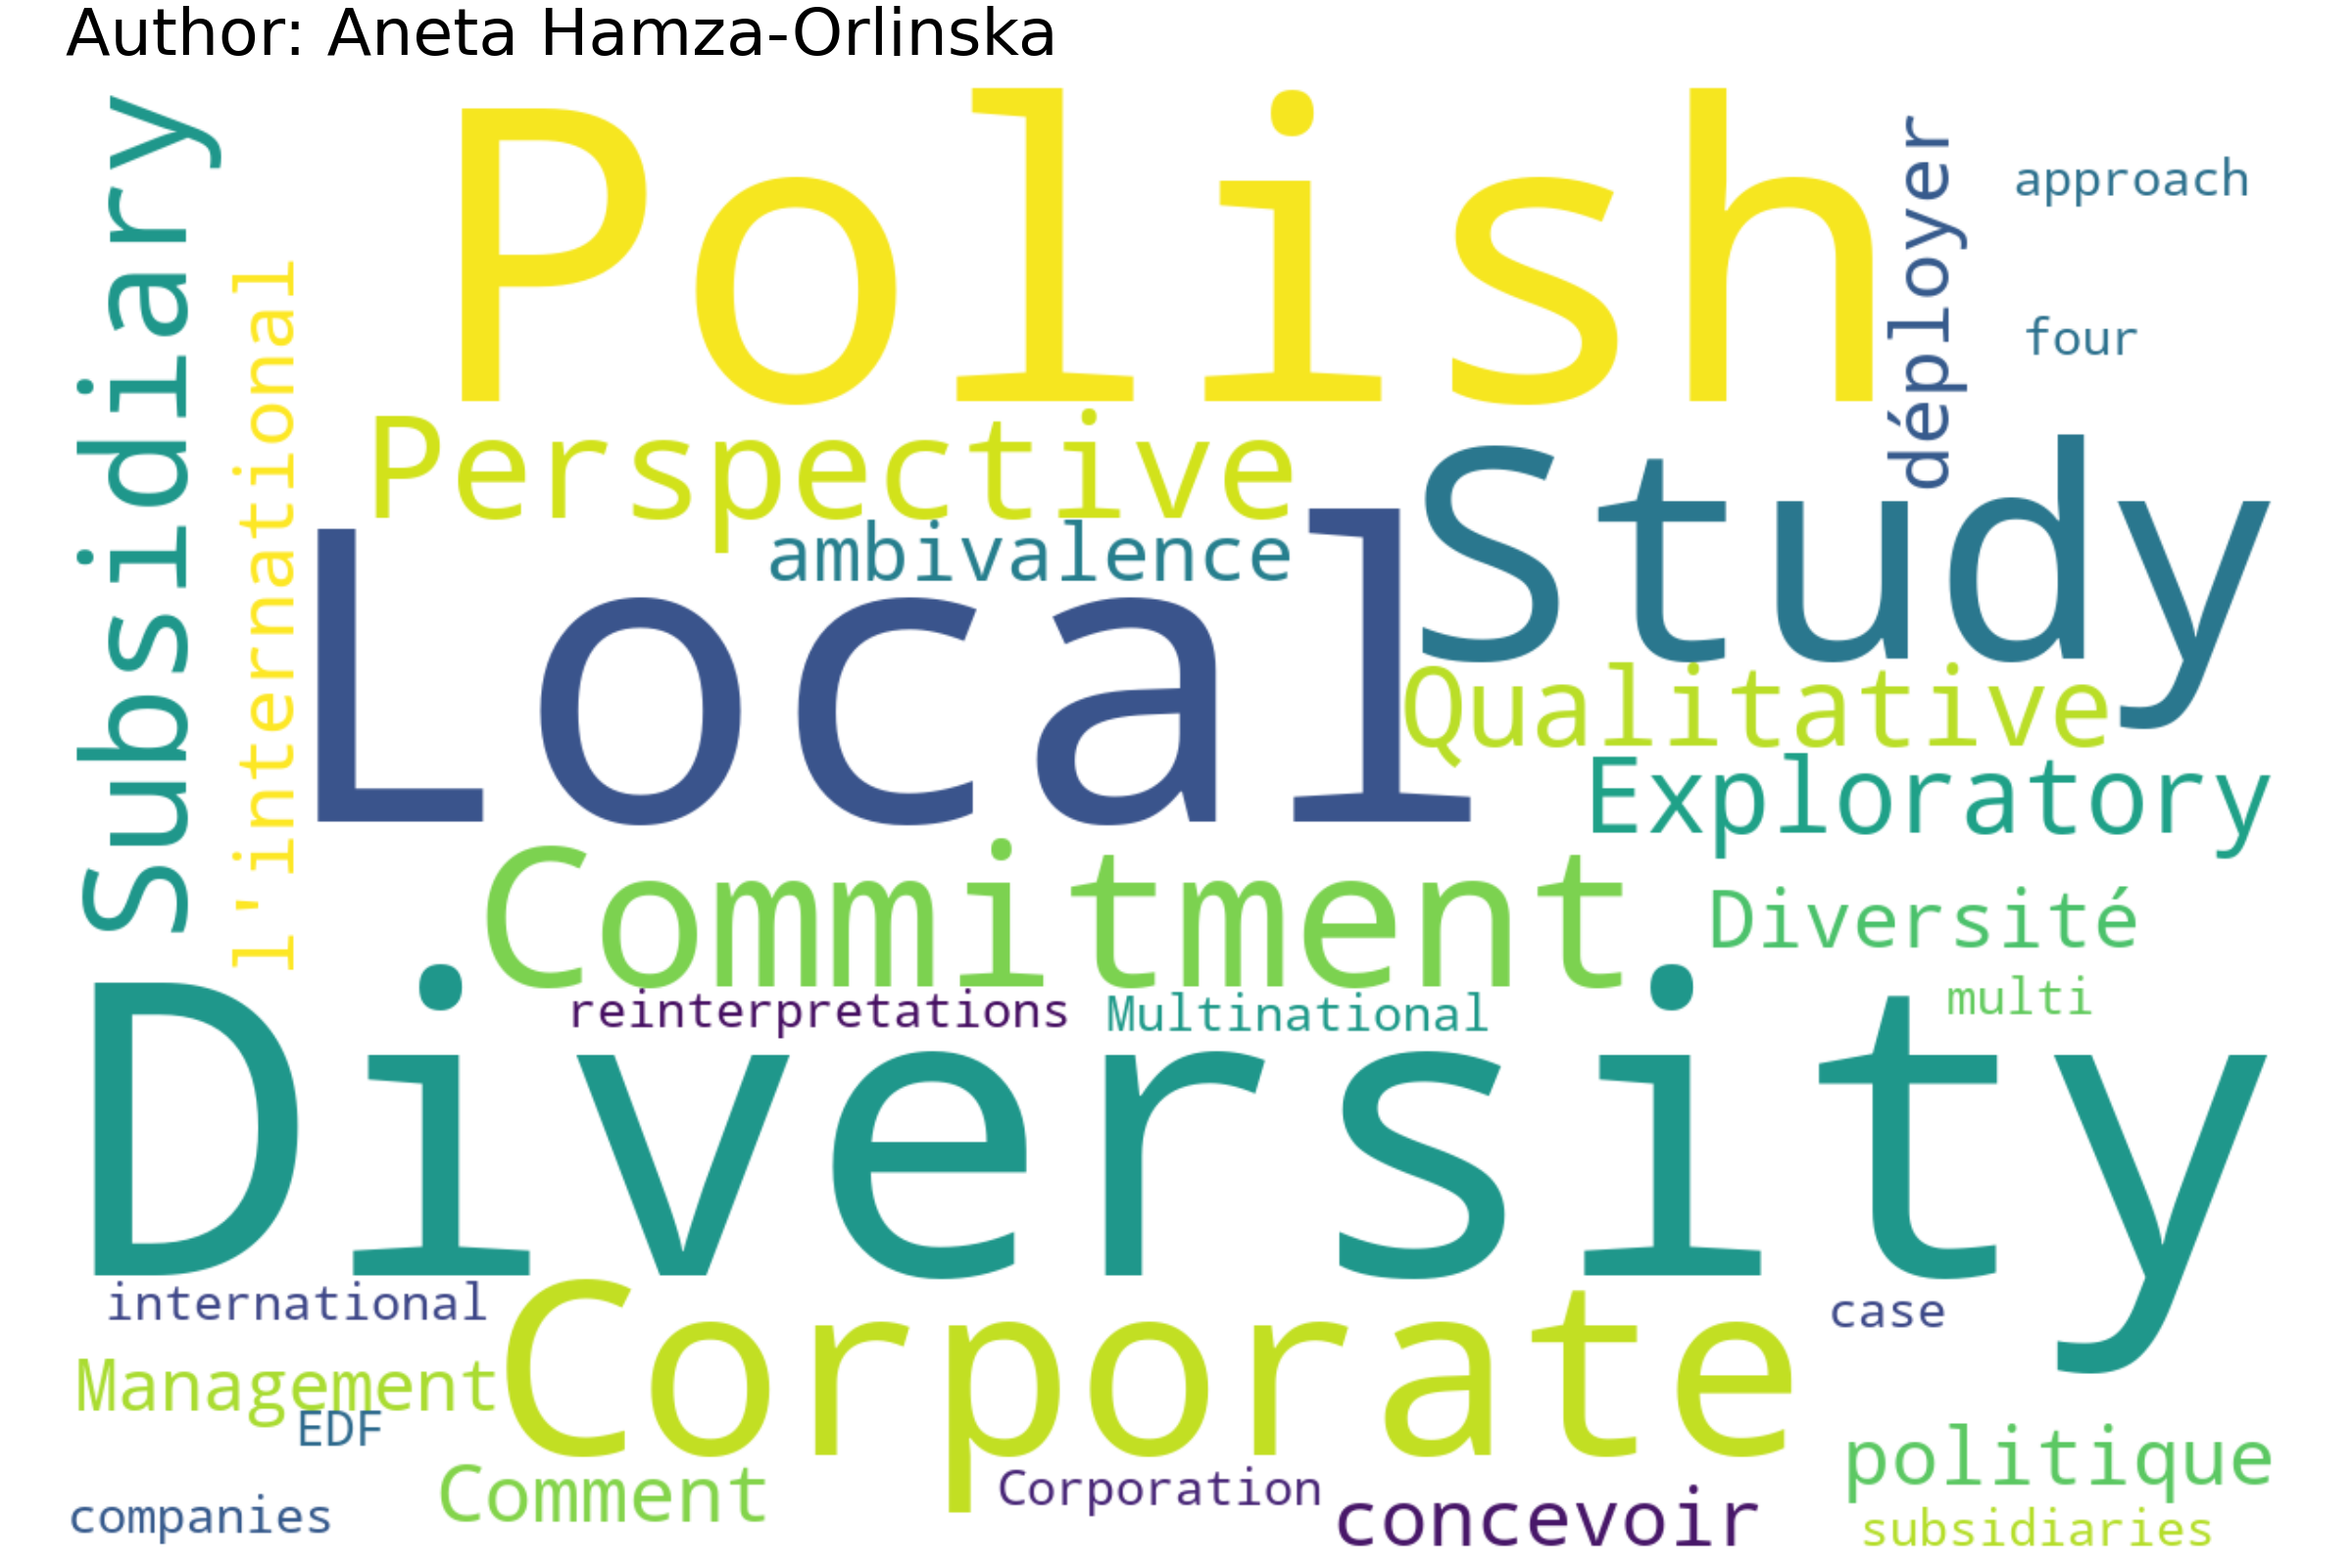 Author: Aneta Hamza-Orlinska
Subsidiary
l'international
Polish
déployer
approach
four
Perspective
Study
ambivalence
Local
Qualitative
Exploratory
Commitment
Diversité
reinterpretations
Multinational
multi
Diversity
international
Corporate
case
Management
EDF
politique
Comment
Corporation
concevoir
companies
subsidiaries